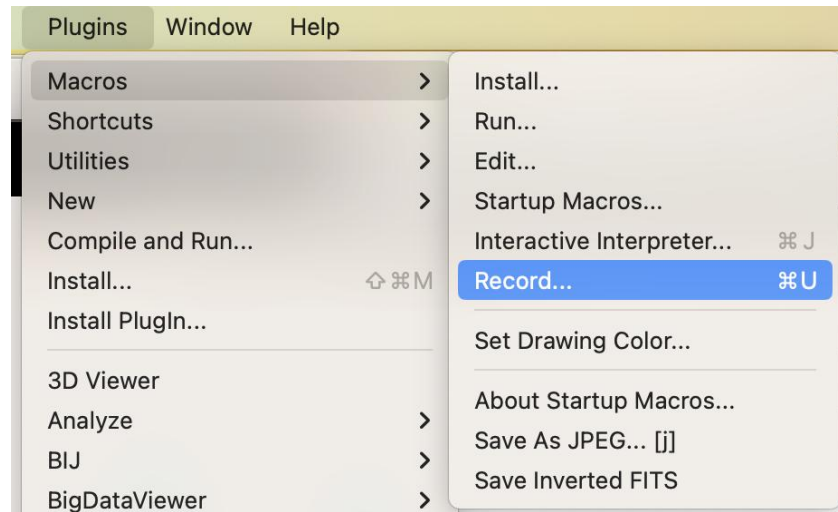 Plugins Window Help
Macros
Shortcuts
Utilities
New
Compile and Run...
Install... ⇧⌘M
Install PlugIn...
3D Viewer
Analyze
BIJ
BigDataViewer
Install...
Run...
Edit...
Startup Macros...
Interactive Interpreter... ⌘J
Record... ⌘U
Set Drawing Color...
About Startup Macros...
Save As JPEG... [j]
Save Inverted FITS